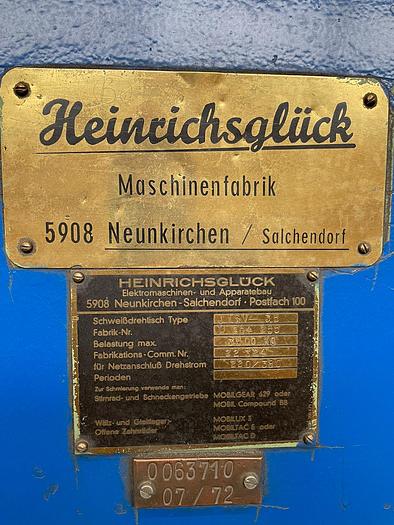 Heinrichsglück
Maschinenfabrik
5908 Neunkirchen / Salchendorf
HEINRICHSGLÜCK
Elektromaschinen- und Apparatebau
5908 Neunkirchen-Salchendorf · Postfach 100
Schweißdrehtisch Type
Fabrik-Nr.
Belastung max.
Fabrikations-Comm. Nr.
für Netzanschluß Drehstrom
Perioden
Zur Schmierung verwende man:
Stirnrad- und Schneckengetriebe MOBILGEAR 629 oder
MOBIL Compound BB
Wälz- und Gleitlager MOBILUX 2
Offene Zahnräder MOBILTAC E oder
MOBILTAC D
0063710
07/72